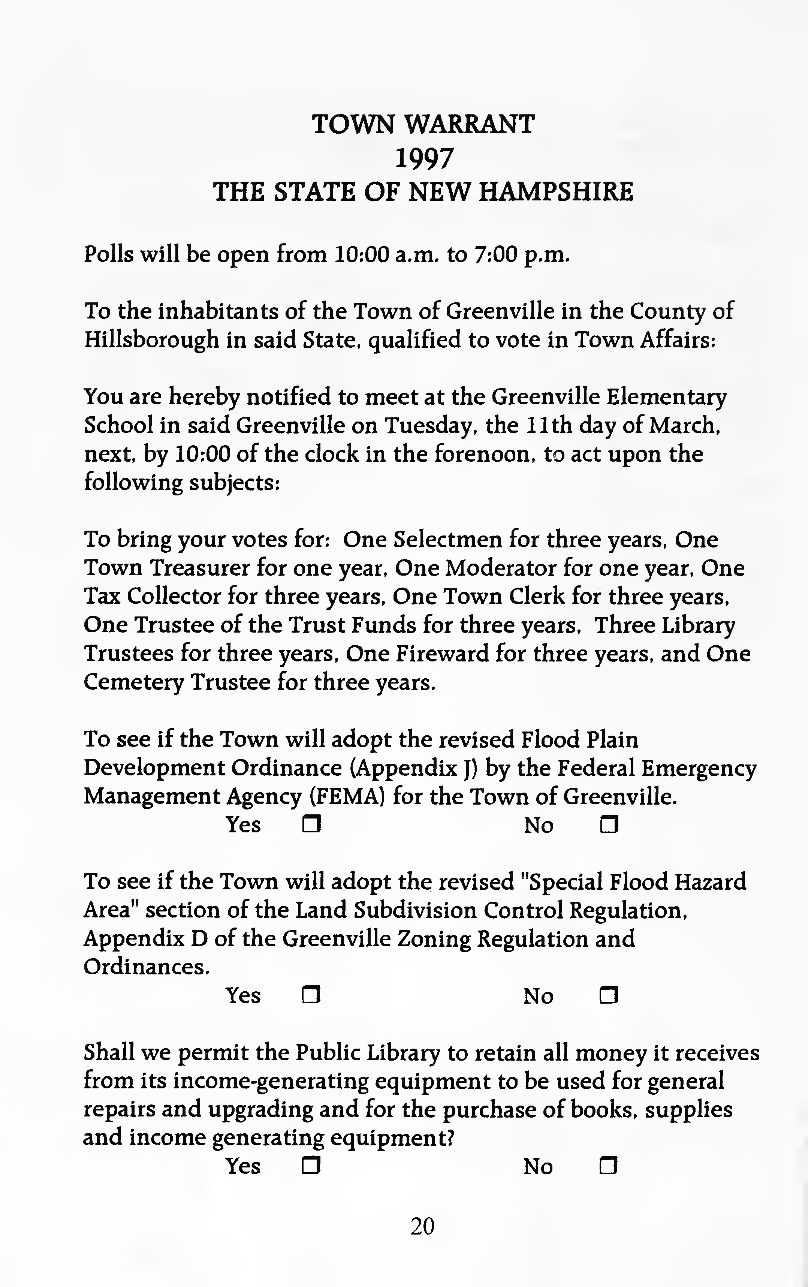 TOWN WARRANT
1997
THE STATE OF NEW HAMPSHIRE
Polls will be open from 10:00 a.m. to 7:00 p.m.
To the inhabitants of the Town of Greenville in the County of
Hillsborough in said State, qualified to vote in Town Affairs:
You are hereby notified to meet at the Greenville Elementary
School in said Greenville on Tuesday, the 11th day of March,
next, by 10:00 of the clock in the forenoon, to act upon the
following subjects:
To bring your votes for: One Selectmen for three years, One
Town Treasurer for one year, One Moderator for one year, One
Tax Collector for three years, One Town Clerk for three years,
One Trustee of the Trust Funds for three years, Three Library
Trustees for three years, One Fireward for three years, and One
Cemetery Trustee for three years.
To see if the Town will adopt the revised Flood Plain
Development Ordinance (Appendix J) by the Federal Emergency
Management Agency (FEMA) for the Town of Greenville.
Yes ☐ No ☐
To see if the Town will adopt the revised "Special Flood Hazard
Area" section of the Land Subdivision Control Regulation,
Appendix D of the Greenville Zoning Regulation and
Ordinances.
Yes ☐ No ☐
Shall we permit the Public Library to retain all money it receives
from its income-generating equipment to be used for general
repairs and upgrading and for the purchase of books, supplies
and income generating equipment?
Yes ☐ No ☐
20